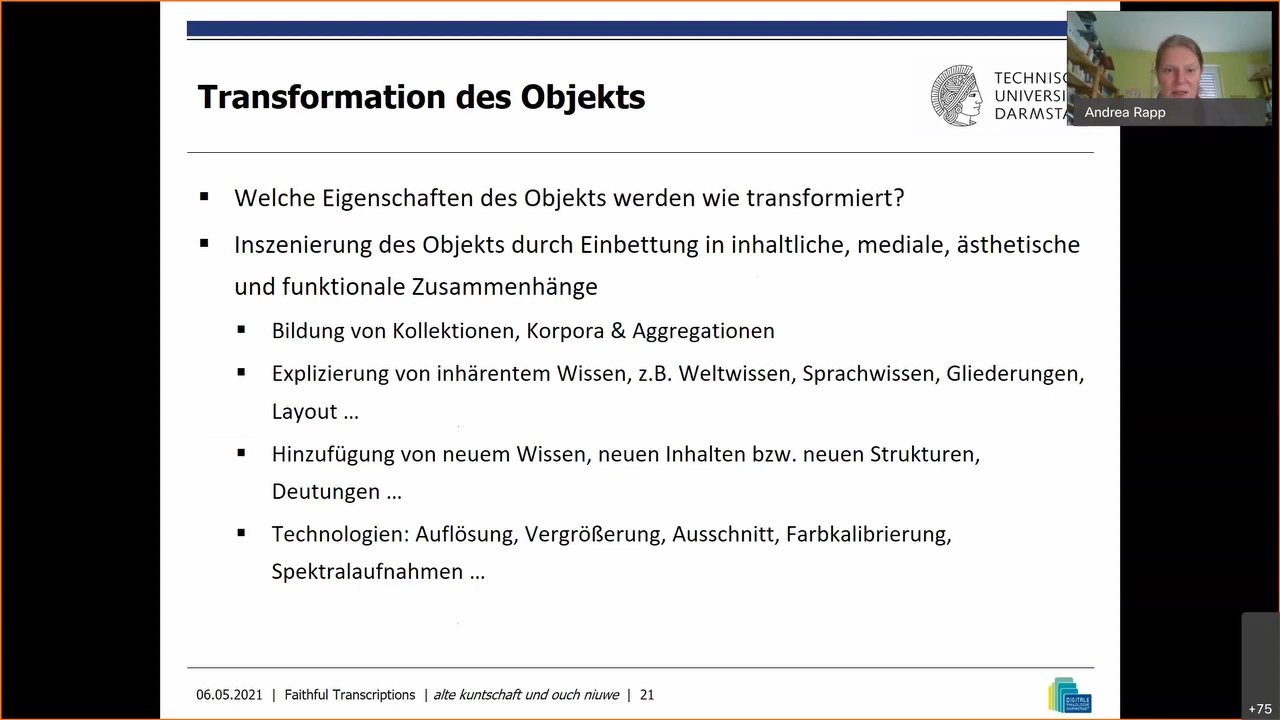 Transformation des Objekts
TECHNISC
UNIVERSI
DARMSTA
Andrea Rapp
▪ Welche Eigenschaften des Objekts werden wie transformiert?
▪ Inszenierung des Objekts durch Einbettung in inhaltliche, mediale, ästhetische
und funktionale Zusammenhänge
▪ Bildung von Kollektionen, Korpora & Aggregationen
▪ Explizierung von inhärentem Wissen, z.B. Weltwissen, Sprachwissen, Gliederungen,
Layout …
▪ Hinzufügung von neuem Wissen, neuen Inhalten bzw. neuen Strukturen,
Deutungen …
▪ Technologien: Auflösung, Vergrößerung, Ausschnitt, Farbkalibrierung,
Spektralaufnahmen …
06.05.2021 | Faithful Transcriptions | alte kuntschaft und ouch niuwe | 21
DIGITALE
PHILOLOGIE
DARMSTADT
+75